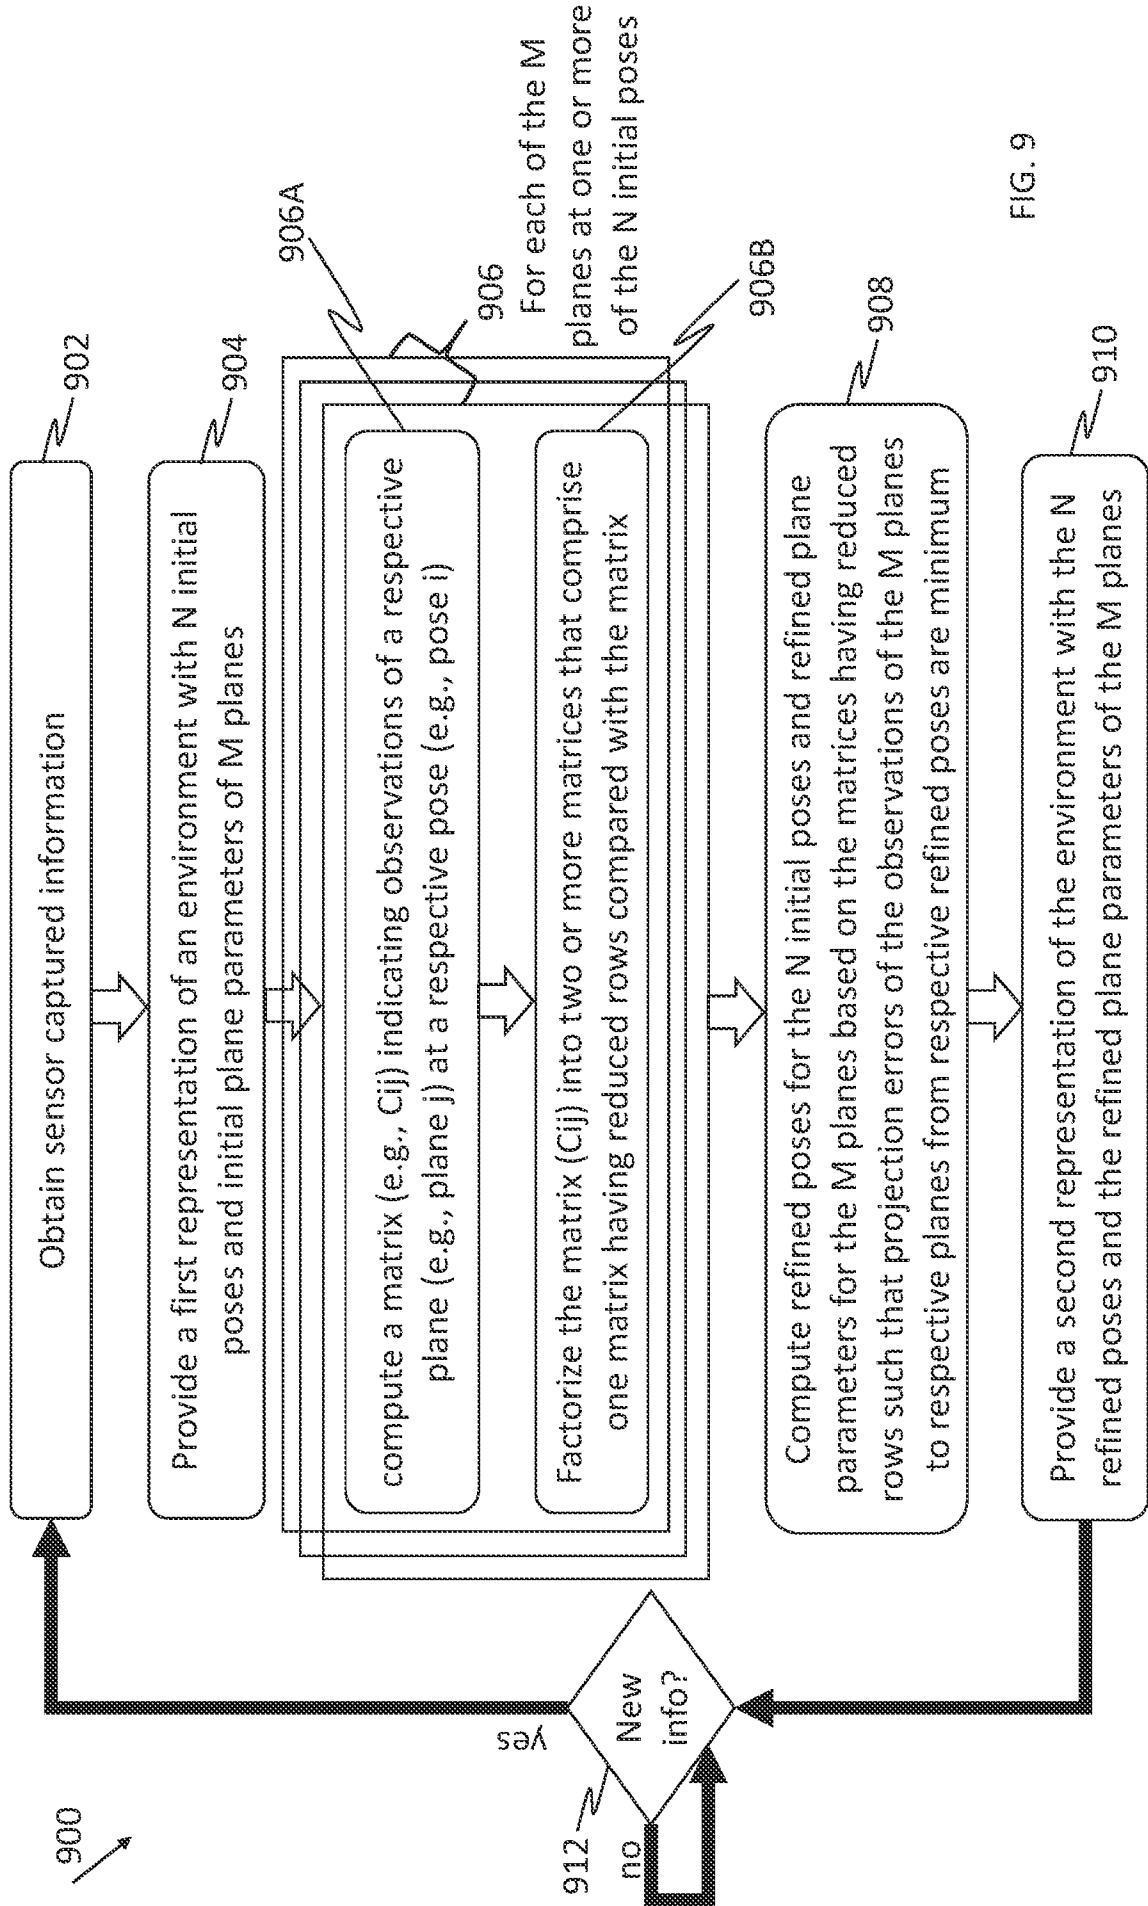 900
Obtain sensor captured information
902
Provide a first representation of an environment with N initial
poses and initial plane parameters of M planes
904
compute a matrix (e.g., Cij) indicating observations of a respective
plane (e.g., plane j) at a respective pose (e.g., pose i)
906A
906
For each of the M
planes at one or more
of the N initial poses
Factorize the matrix (Cij) into two or more matrices that comprise
one matrix having reduced rows compared with the matrix
906B
Compute refined poses for the N initial poses and refined plane
parameters for the M planes based on the matrices having reduced
rows such that projection errors of the observations of the M planes
to respective planes from respective refined poses are minimum
908
Provide a second representation of the environment with the N
refined poses and the refined plane parameters of the M planes
910
New
info?
yes
no
912
FIG. 9